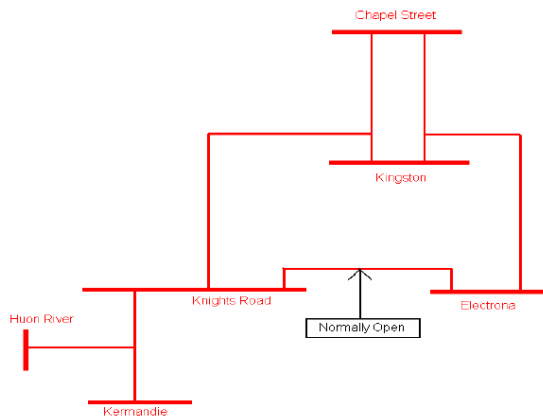 Chapel Street
Kingston
Knights Road
Electrona
Normally Open
Huon River
Kermandie